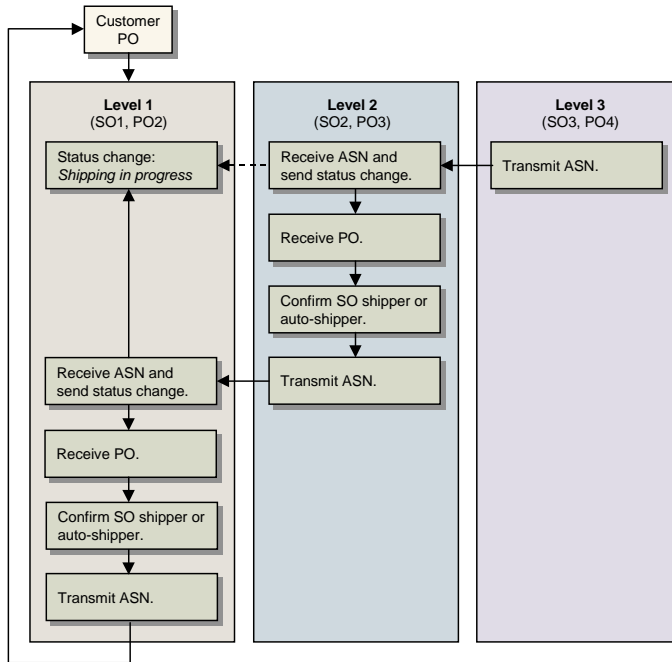 Customer
PO
Level 1
(SO1, PO2)
Status change:
Shipping in progress
Receive ASN and
send status change.
Receive PO.
Confirm SO shipper or
auto-shipper.
Transmit ASN.
Level 2
(SO2, PO3)
Receive ASN and
send status change.
Receive PO.
Confirm SO shipper or
auto-shipper.
Transmit ASN.
Level 3
(SO3, PO4)
Transmit ASN.